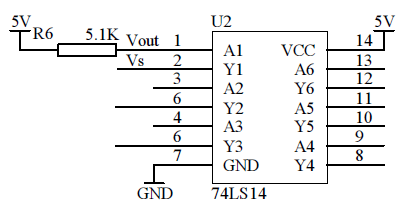 5V U2 5V
R6 5.1K Vout 1 A1 VCC 14
Vs 2 Y1 A6 13
3 A2 Y6 12
6 Y2 A5 11
4 A3 Y5 10
6 Y3 A4 9
7 GND Y4 8
GND 74LS14